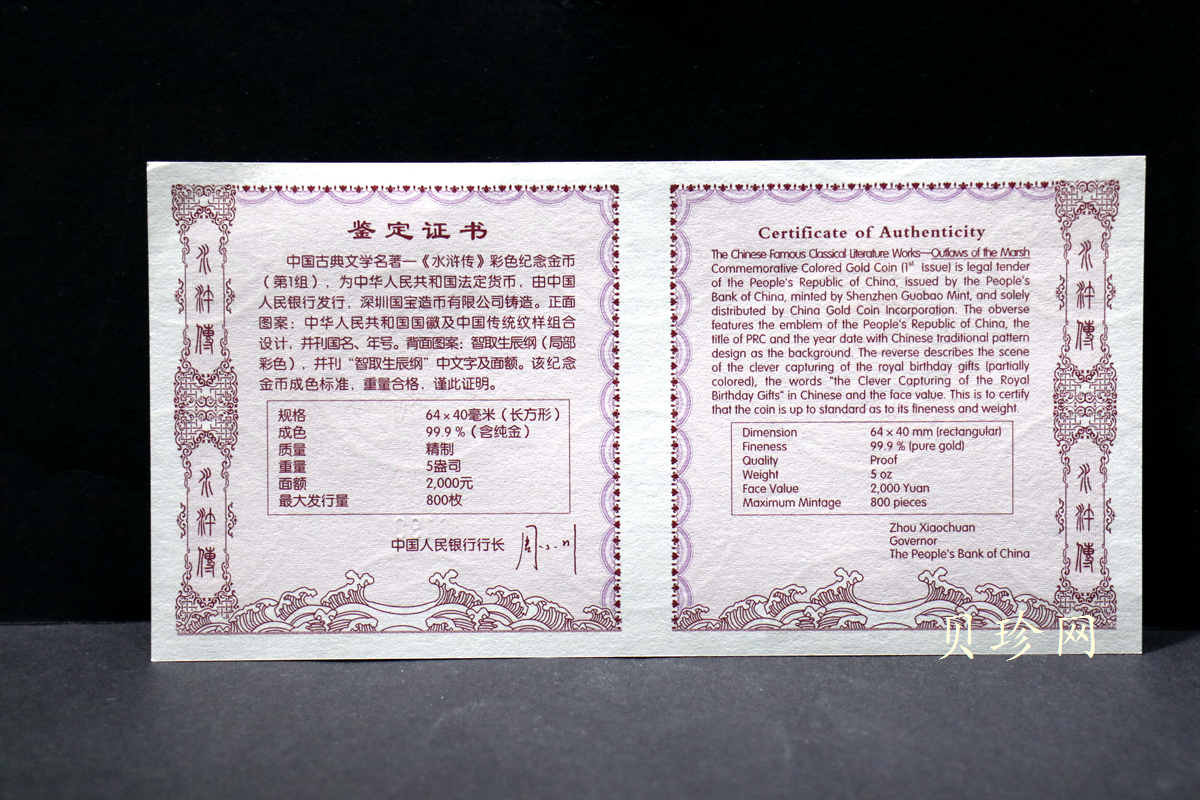 鉴定证书
中国古典文学名著—《水浒传》彩色纪念金币
（第1组），为中华人民共和国法定货币，由中国
人民银行发行，深圳国宝造币有限公司铸造。正面
图案：中华人民共和国国徽及中国传统纹样组合
设计，并刊国名、年号。背面图案：智取生辰纲（局部
彩色），并刊“智取生辰纲”中文字及面额。该纪念
金币成色标准，重量合格，谨此证明。
规格 64×40毫米（长方形）
成色 99.9％（含纯金）
质量 精制
重量 5盎司
面额 2,000元
最大发行量 800枚
中国人民银行行长 周小川
水浒傳
水浒傳
Certificate of Authenticity
The Chinese Famous Classical Literature Works—Outlaws of the Marsh
Commemorative Colored Gold Coin (1st Issue) is legal tender
of the People's Republic of China, issued by the People's
Bank of China, minted by Shenzhen Guobao Mint, and solely
distributed by China Gold Coin Incorporation. The obverse
features the emblem of the People's Republic of China, the
title of PRC and the year date with Chinese traditional pattern
design as the background. The reverse describes the scene
of the clever capturing of the royal birthday gifts (partially
colored), the words "the Clever Capturing of the Royal
Birthday Gifts" in Chinese and the face value. This is to certify
that the coin is up to standard as to its fineness and weight.
Dimension 64×40 mm (rectangular)
Fineness 99.9 % (pure gold)
Quality Proof
Weight 5 oz
Face Value 2,000 Yuan
Maximum Mintage 800 pieces
Zhou Xiaochuan
Governor
The People's Bank of China
水浒傳
水浒傳
贝珍网